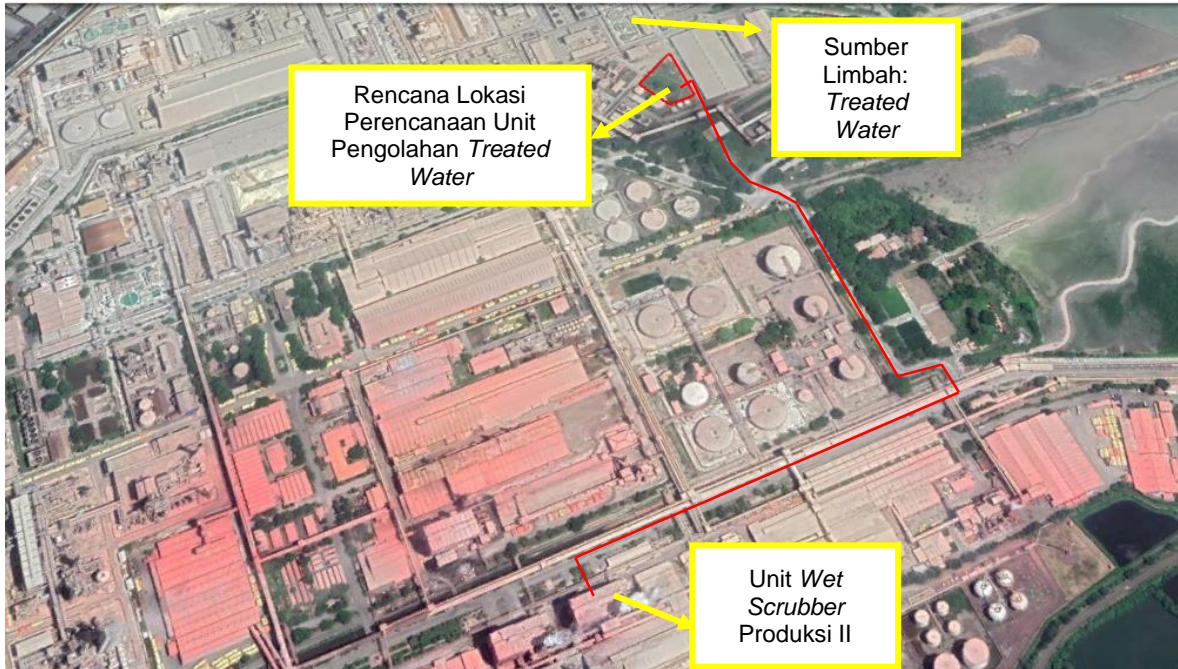 Rencana Lokasi
Perencanaan Unit
Pengolahan Treated
Water
Sumber
Limbah:
Treated
Water
Unit Wet
Scrubber
Produksi II